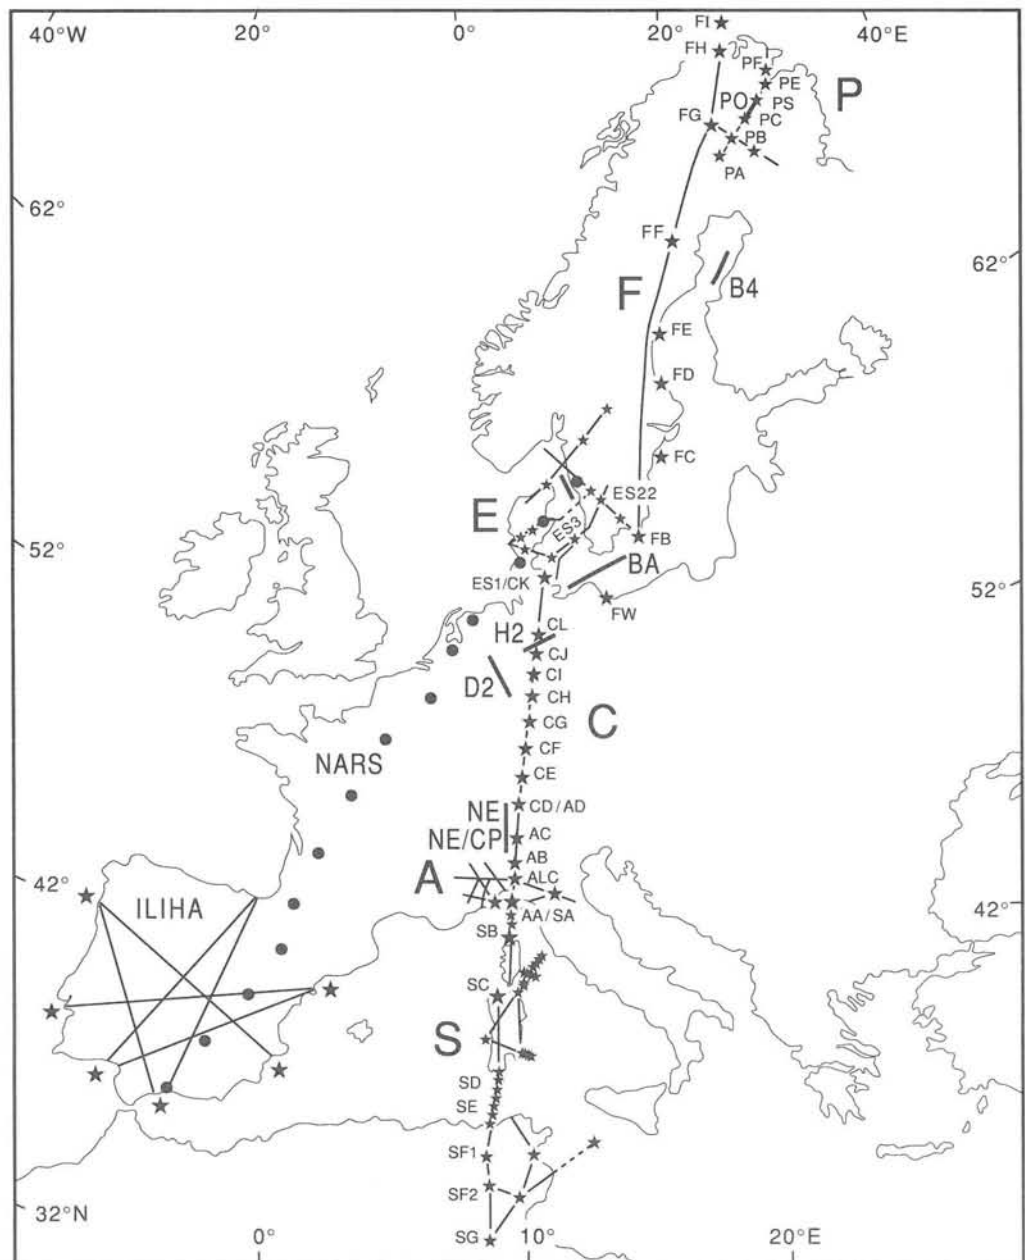 40°W 20° 0° 20° 40°E
FI
FH
PF
PE
PO PS
P
FG PC
PB
PA
62°
FF
62°
F
B4
FE
FD
FC
ES22
E
ES3
FB
52°
BA
ES1/CK
52°
FW
CL
H2
CJ
CI
D2
CH
C
CG
NARS
CF
CE
CD/AD
NE
AC
NE/CP
AB
A
ALC
42°
42°
ILIHA
AA/SA
SB
SC
S
SD
SE
SF1
SF2
32°N
SG
0° 10° 20°E